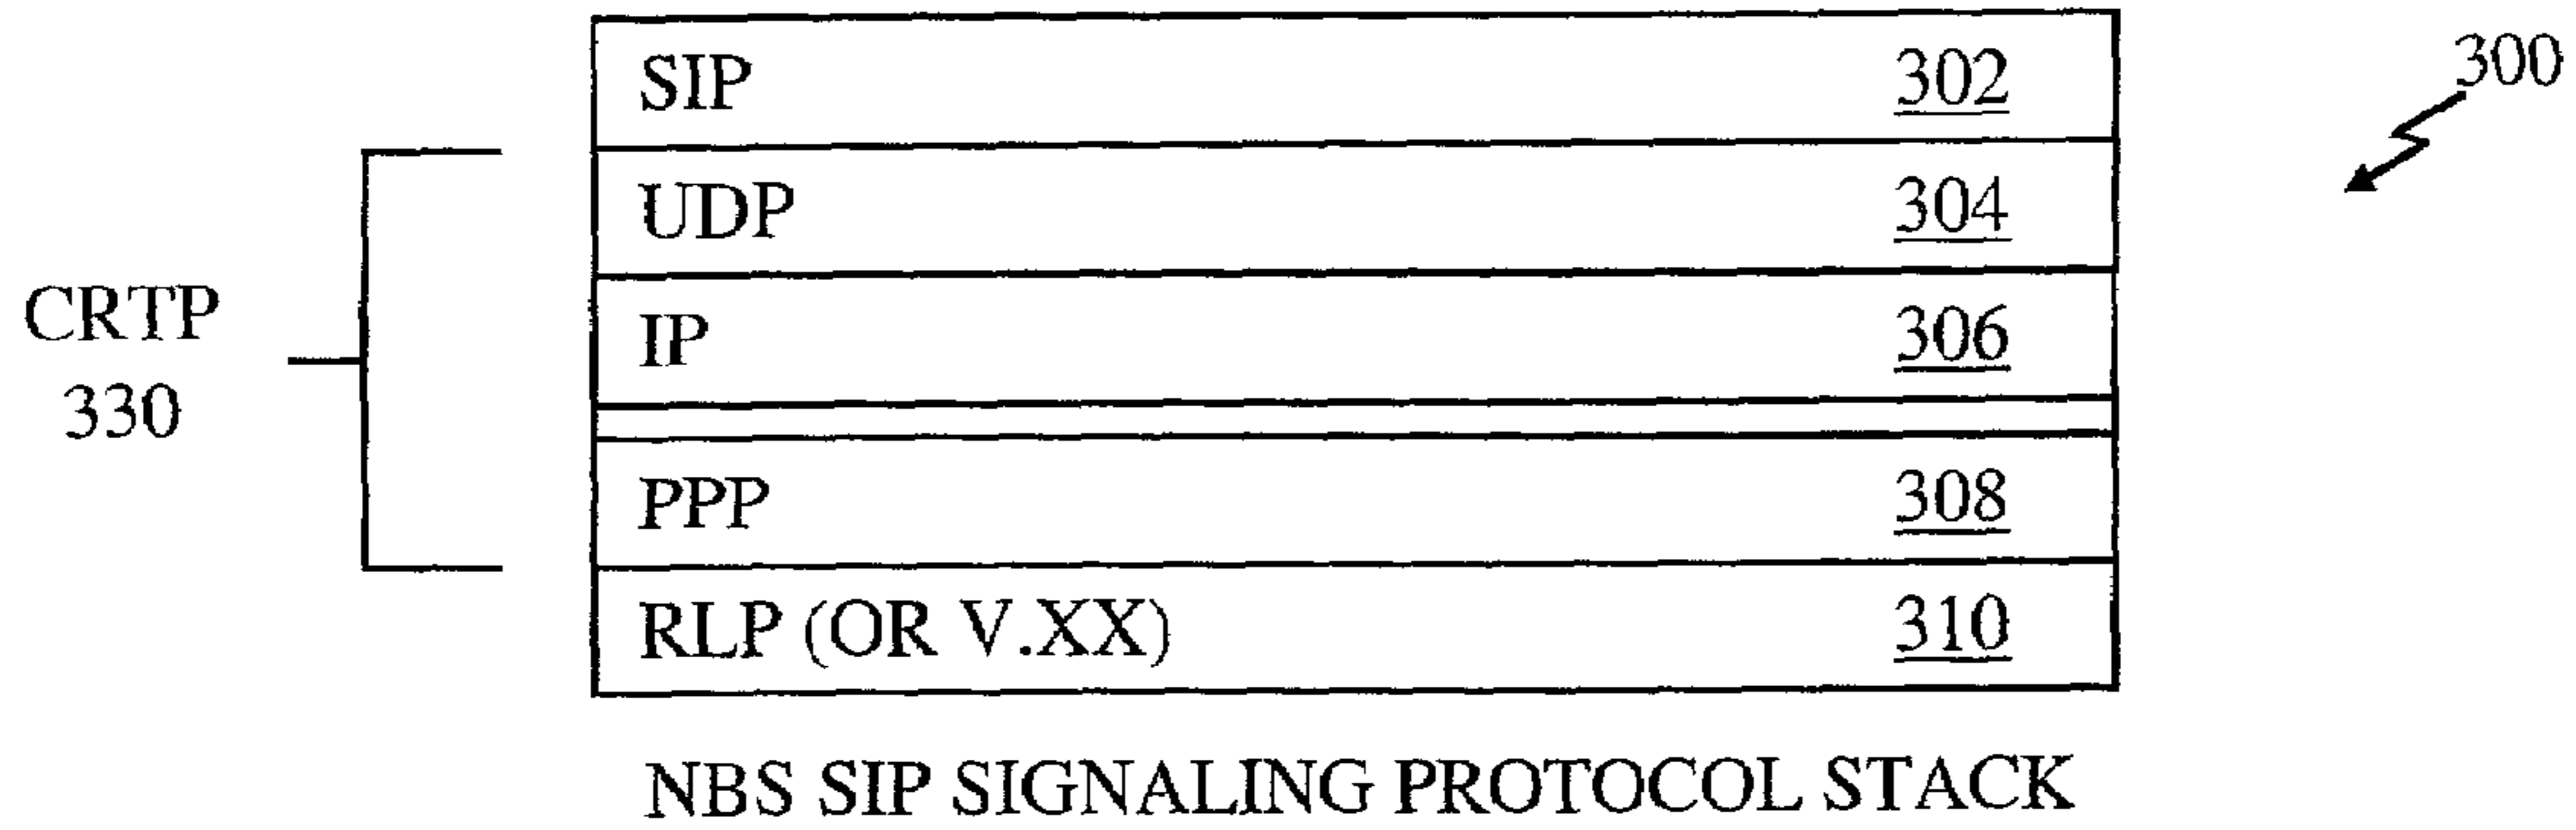 SIP 302
300
UDP 304
CRTP
330
IP 306
PPP 308
RLP (OR V.XX) 310
NBS SIP SIGNALING PROTOCOL STACK